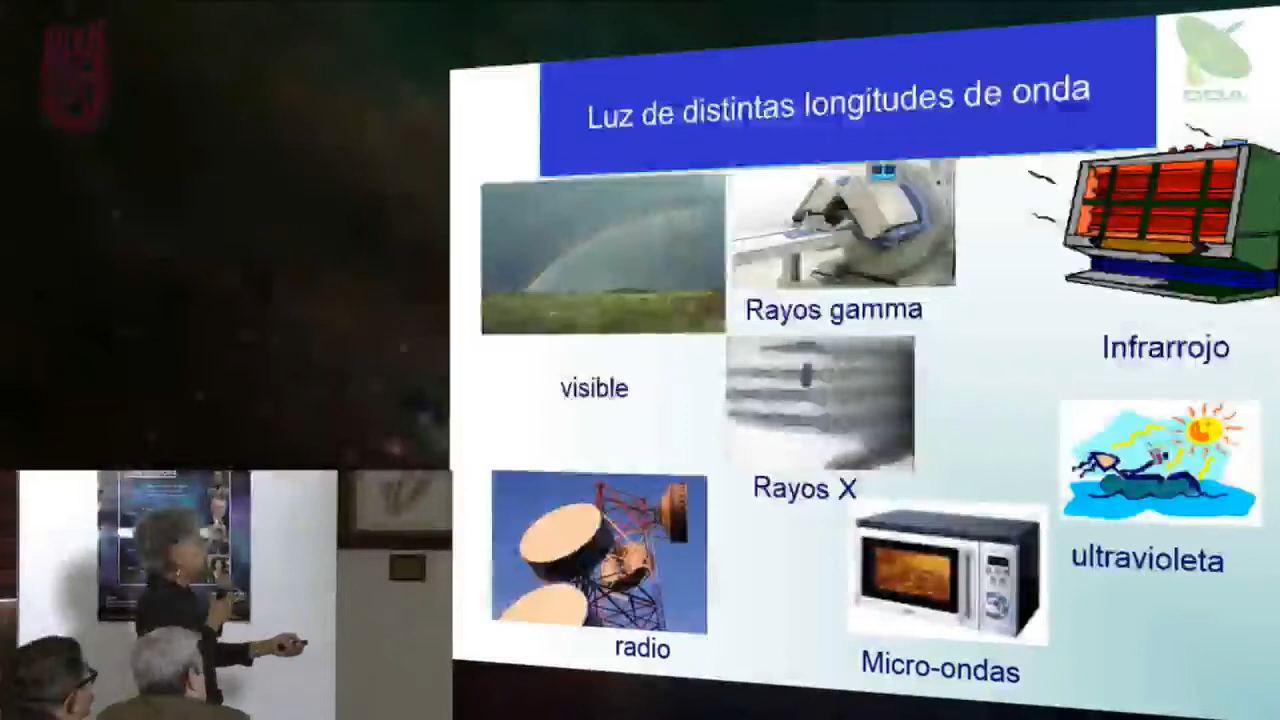 Luz de distintas longitudes de onda
Rayos gamma
Infrarrojo
visible
Rayos X
ultravioleta
radio
Micro-ondas